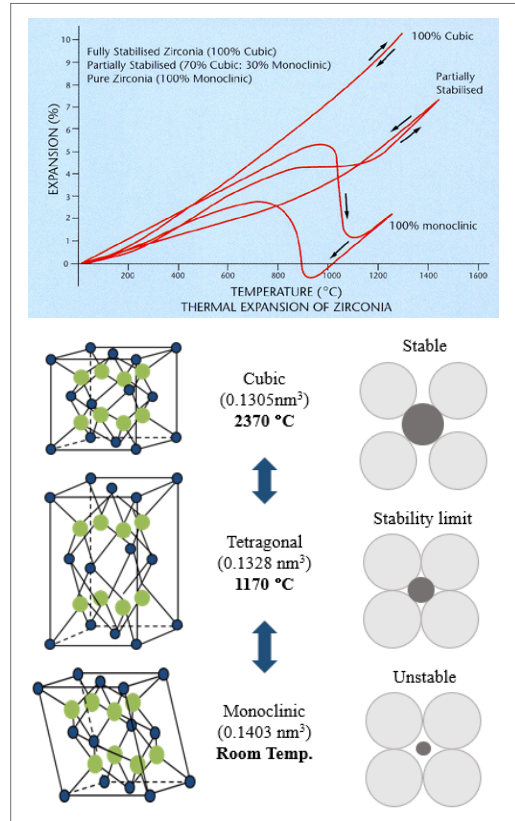 10
9
8
7
6
5
4
3
2
1
0
EXPANSION (%)
Fully Stabilised Zirconia (100% Cubic)
Partially Stabilised (70% Cubic: 30% Monoclinic)
Pure Zirconia (100% Monoclinic)
100% Cubic
Partially
Stabilised
100% monoclinic
200 400 600 800 1000 1200 1400 1600
TEMPERATURE (°C)
THERMAL EXPANSION OF ZIRCONIA
Cubic
(0.1305nm³)
2370 °C
Stable
Tetragonal
(0.1328 nm³)
1170 °C
Stability limit
Monoclinic
(0.1403 nm³)
Room Temp.
Unstable